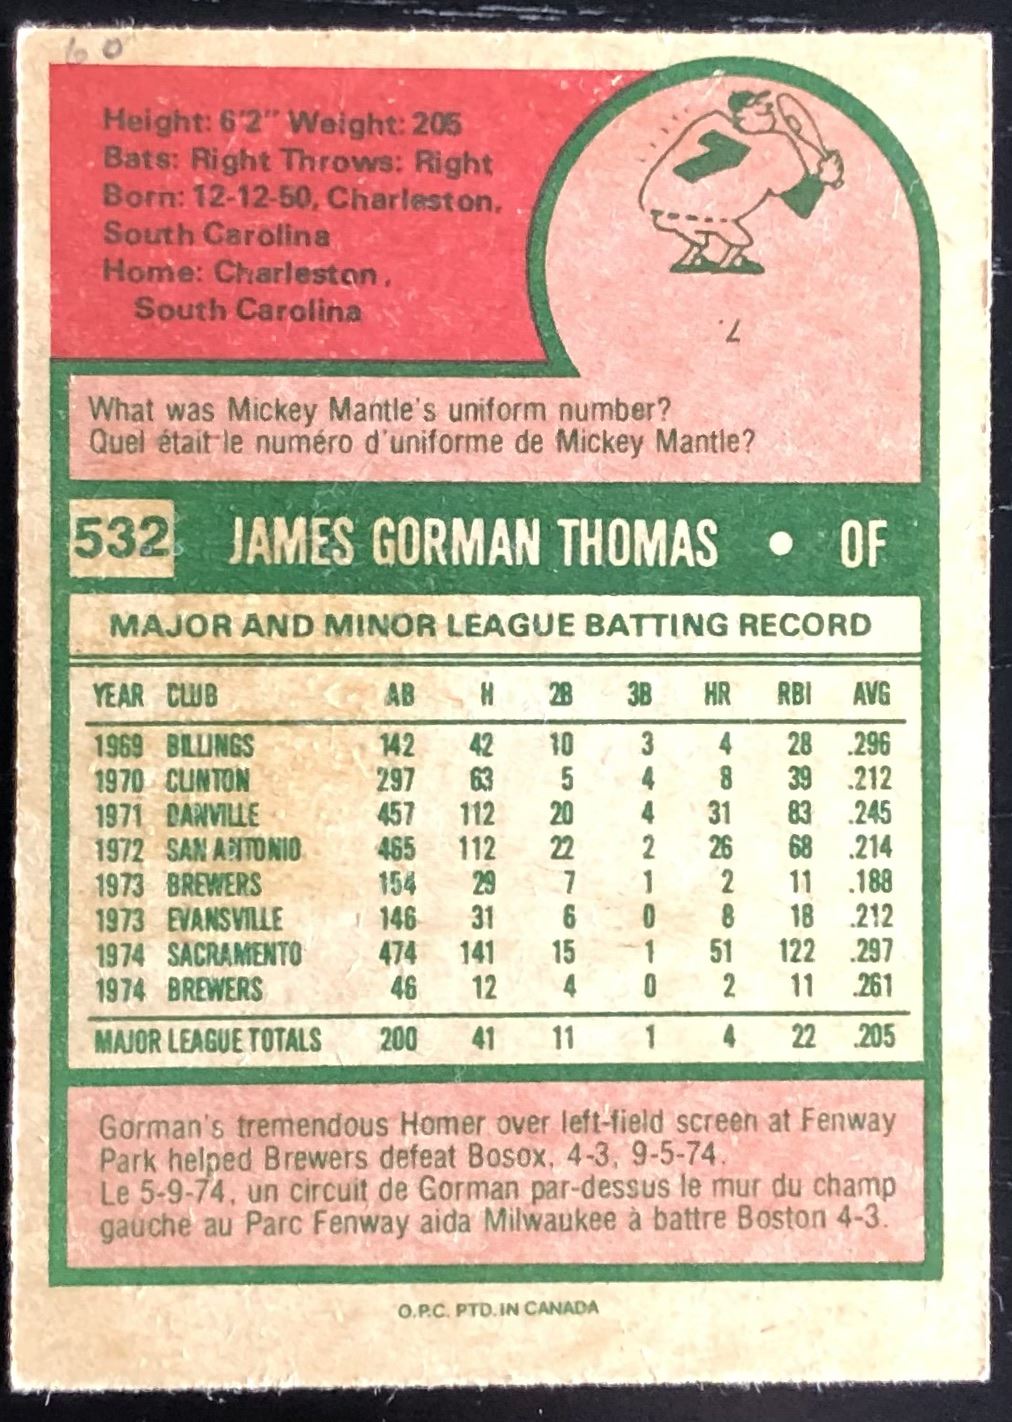 60
Height: 6'2" Weight: 205
Bats: Right Throws: Right
Born: 12-12-50, Charleston,
South Carolina
Home: Charleston,
South Carolina
7
7.
What was Mickey Mantle's uniform number?
Quel était le numéro d'uniforme de Mickey Mantle?
532 JAMES GORMAN THOMAS • OF
MAJOR AND MINOR LEAGUE BATTING RECORD
YEAR CLUB AB H 2B 3B HR RBI AVG
1969 BILLINGS 142 42 10 3 4 28 .296
1970 CLINTON 297 63 5 4 8 39 .212
1971 DANVILLE 457 112 20 4 31 83 .245
1972 SAN ANTONIO 465 112 22 2 26 68 .214
1973 BREWERS 154 29 7 1 2 11 .188
1973 EVANSVILLE 146 31 6 0 8 18 .212
1974 SACRAMENTO 474 141 15 1 51 122 .297
1974 BREWERS 46 12 4 0 2 11 .261
MAJOR LEAGUE TOTALS 200 41 11 1 4 22 .205
Gorman's tremendous Homer over left-field screen at Fenway
Park helped Brewers defeat Bosox, 4-3, 9-5-74.
Le 5-9-74, un circuit de Gorman par-dessus le mur du champ
gauche au Parc Fenway aida Milwaukee à battre Boston 4-3.
O.P.C. PTD. IN CANADA